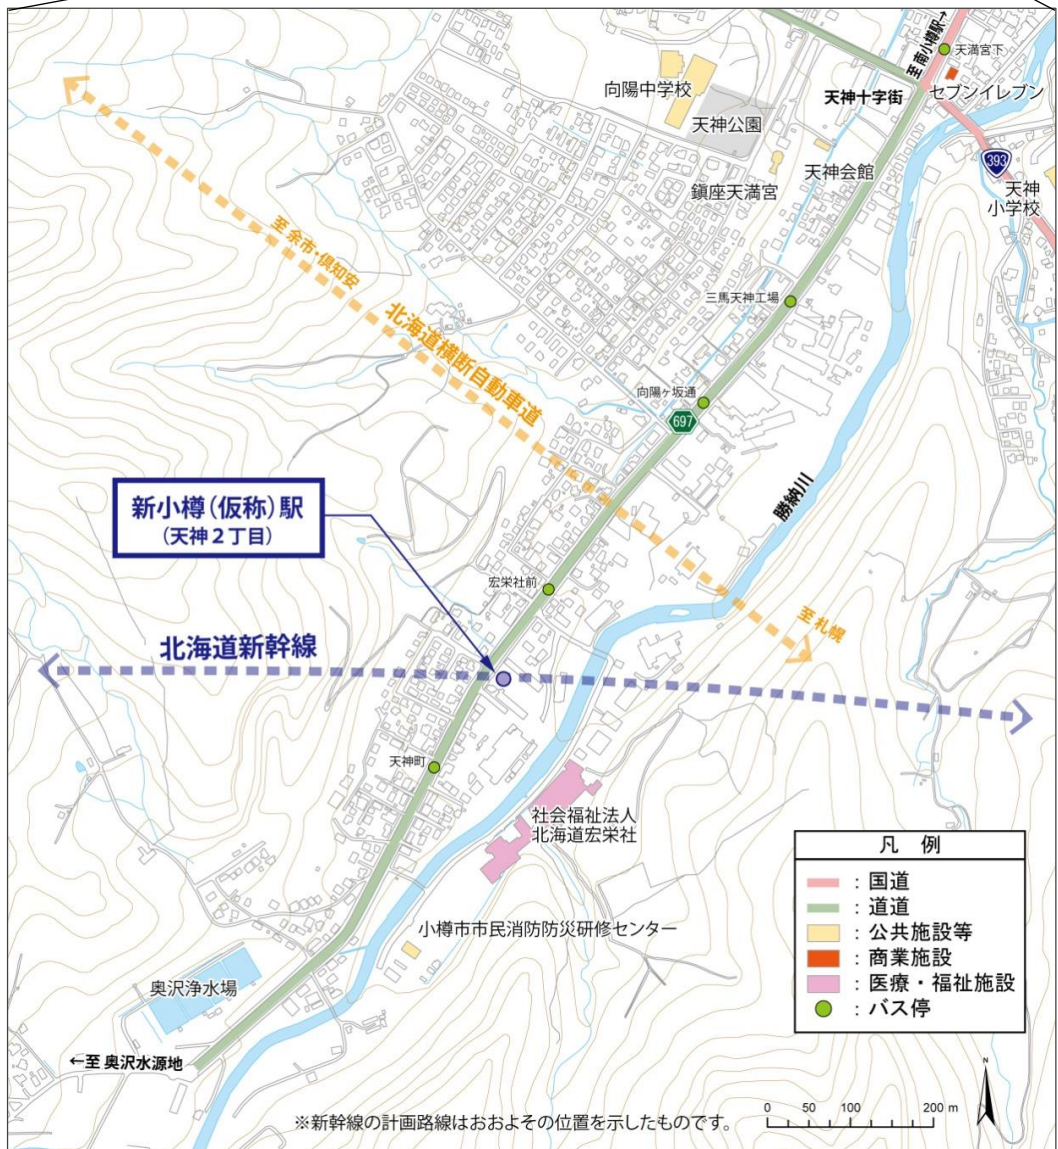 至 南小樽駅→
天満宮下
セブンイレブン
向陽中学校
天神十字街
天神公園
393
天神会館
天神
小学校
鎭座天満宮
至 余市・倶知安
三馬天神工場
北海道横断自動車道
向陽ヶ坂通
697
勝納川
新小樽(仮称)駅
(天神2丁目)
宏栄社前
至 札幌
北海道新幹線
天神町
社会福祉法人
北海道宏栄社
凡 例
:国道
:道道
:公共施設等
:商業施設
:医療・福祉施設
:バス停
小樽市市民消防防災研修センター
奥沢浄水場
←至 奥沢水源地
N
※新幹線の計画路線はおおよその位置を示したものです。
0 50 100 200 m